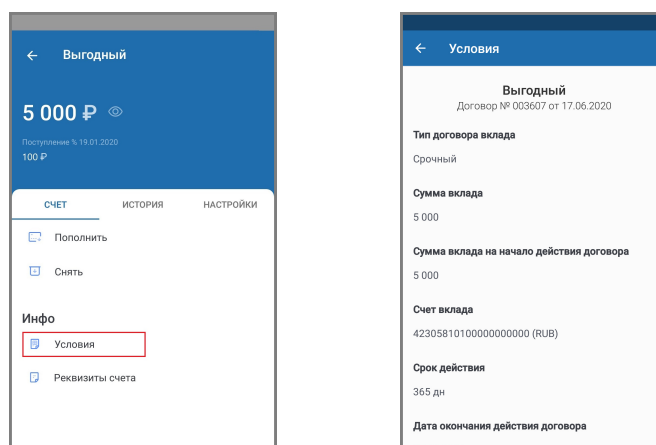 Выгодный
5 000 ₽
Поступление % 19.01.2020
100 ₽
СЧЕТ ИСТОРИЯ НАСТРОЙКИ
Пополнить
Снять
Инфо
Условия
Реквизиты счета
Условия
Выгодный
Договор № 003607 от 17.06.2020
Тип договора вклада
Срочный
Сумма вклада
5 000
Сумма вклада на начало действия договора
5 000
Счет вклада
42305810100000000000 (RUB)
Срок действия
365 дн
Дата окончания действия договора